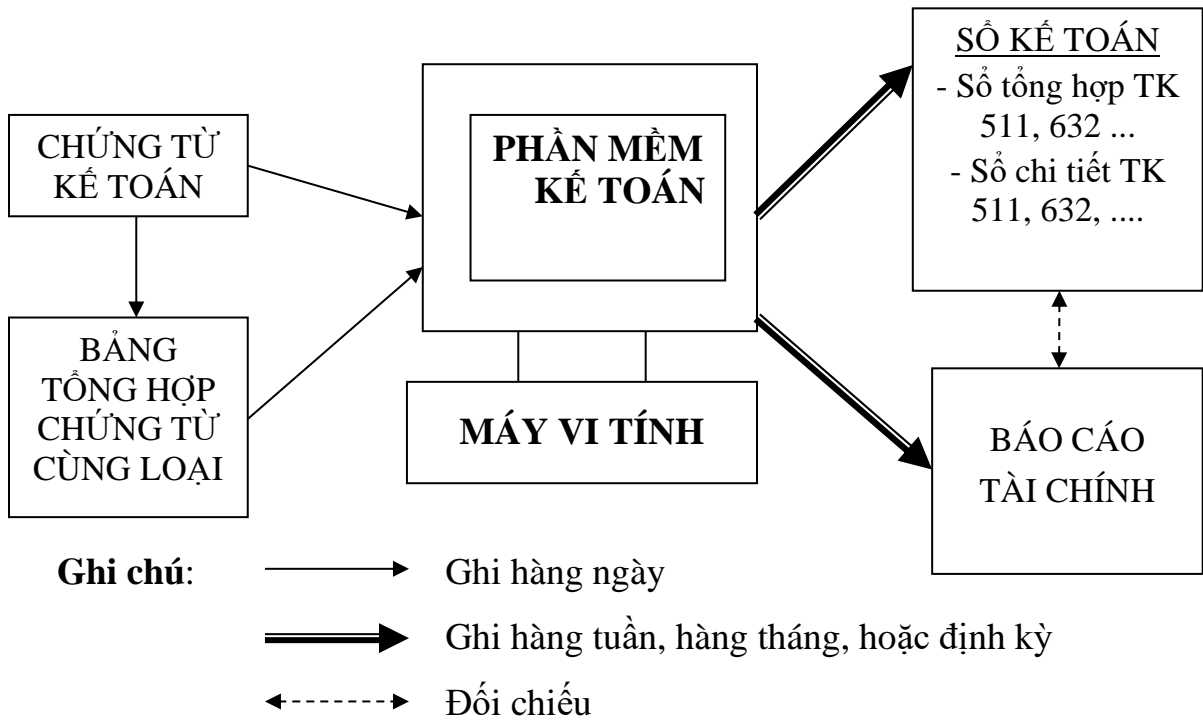 CHỨNG TỪ
KẾ TOÁN
BẢNG
TỔNG HỢP
CHỨNG TỪ
CÙNG LOẠI
PHẦN MỀM
KẾ TOÁN
MÁY VI TÍNH
SỔ KẾ TOÁN
- Sổ tổng hợp TK
511, 632 ...
- Sổ chi tiết TK
511, 632, ....
BÁO CÁO
TÀI CHÍNH
Ghi chú:
Ghi hàng ngày
Ghi hàng tuần, hàng tháng, hoặc định kỳ
Đối chiếu